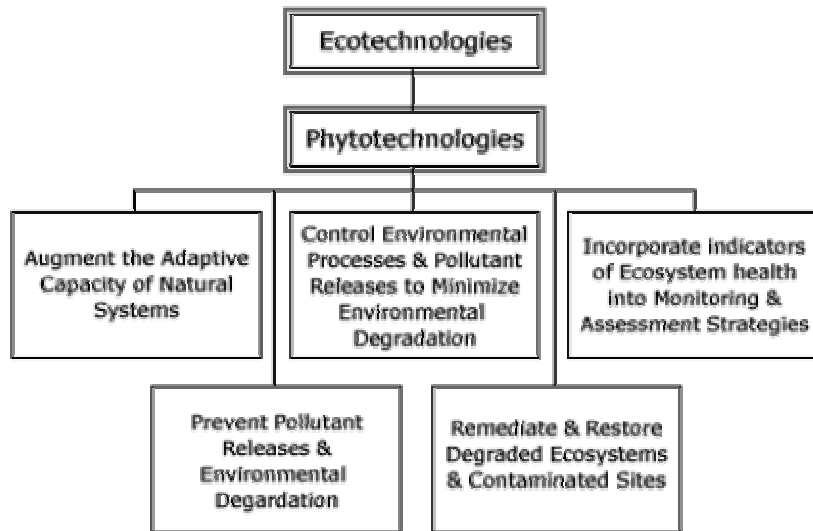 Ecotechnologies
Phytotechnologies
Augment the Adaptive
Capacity of Natural
Systems
Control Environmental
Processes & Pollutant
Releases to Minimize
Environmental
Degradation
Incorporate indicators
of Ecosystem health
into Monitoring &
Assessment Strategies
Prevent Pollutant
Releases &
Environmental
Degardation
Remediate & Restore
Degraded Ecosystems
& Contaminated Sites